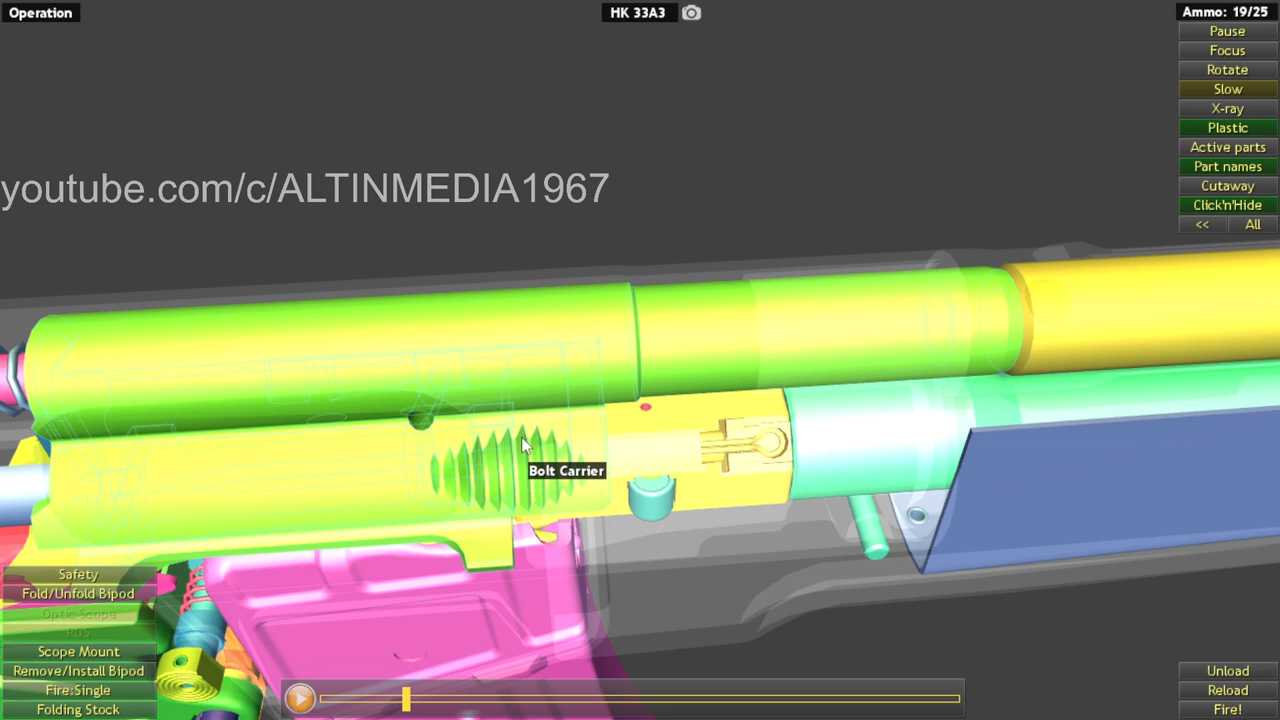 Operation
HK 33A3
Ammo: 19/25
Pause
Focus
Rotate
Slow
X-ray
Plastic
Active parts
Part names
Cutaway
Click'n'Hide
<< All
youtube.com/c/ALTINMEDIA1967
Bolt Carrier
Safety
Fold/Unfold Bipod
Optic Scope
RDS
Scope Mount
Remove/Install Bipod
Fire:Single
Folding Stock
Unload
Reload
Fire!